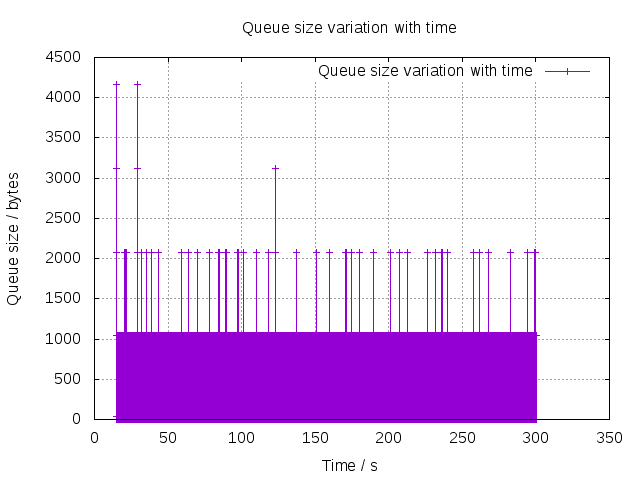 Queue size variation with time
Queue size variation with time
4500
4000
3500
3000
2500
2000
1500
1000
500
0
Queue size / bytes
0 50 100 150 200 250 300 350
Time / s